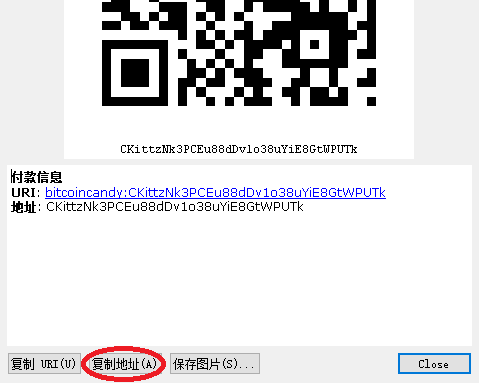 CKittzNk3PCEu88dDv1o38uYiE8GtWPUTk
付款信息
URI: bitcoincandy:CKittzNk3PCEu88dDv1o38uYiE8GtWPUTk
地址: CKittzNk3PCEu88dDv1o38uYiE8GtWPUTk
复制 URI(U) 复制地址(A) 保存图片(S)... Close